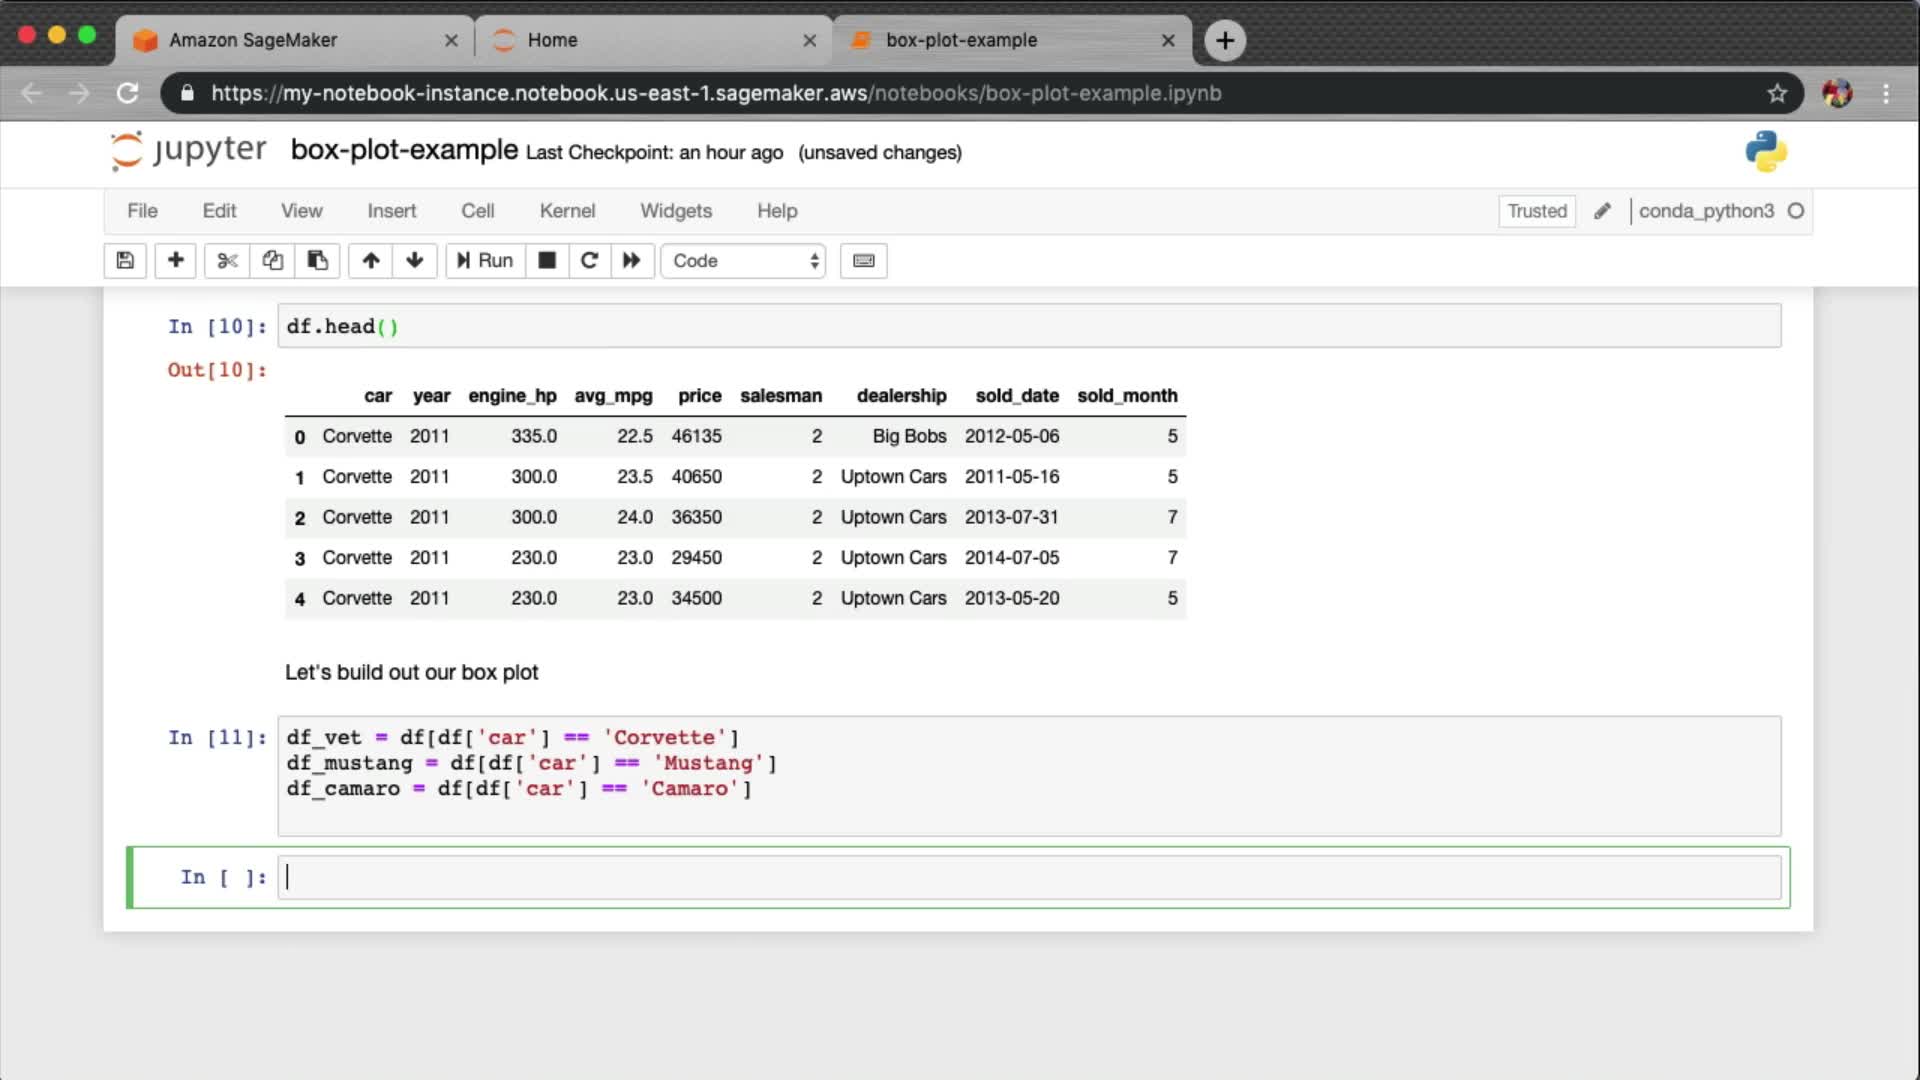 Amazon SageMaker
Home
box-plot-example
https://my-notebook-instance.notebook.us-east-1.sagemaker.aws/notebooks/box-plot-example.ipynb
jupyter box-plot-example Last Checkpoint: an hour ago (unsaved changes)
File Edit View Insert Cell Kernel Widgets Help Trusted conda_python3
Run Code
In [10]: df.head()
Out[10]:
car year engine_hp avg_mpg price salesman dealership sold_date sold_month
0 Corvette 2011 335.0 22.5 46135 2 Big Bobs 2012-05-06 5
1 Corvette 2011 300.0 23.5 40650 2 Uptown Cars 2011-05-16 5
2 Corvette 2011 300.0 24.0 36350 2 Uptown Cars 2013-07-31 7
3 Corvette 2011 230.0 23.0 29450 2 Uptown Cars 2014-07-05 7
4 Corvette 2011 230.0 23.0 34500 2 Uptown Cars 2013-05-20 5
Let's build out our box plot
In [11]: df_vet = df[df['car'] == 'Corvette']
df_mustang = df[df['car'] == 'Mustang']
df_camaro = df[df['car'] == 'Camaro']
In [ ]: